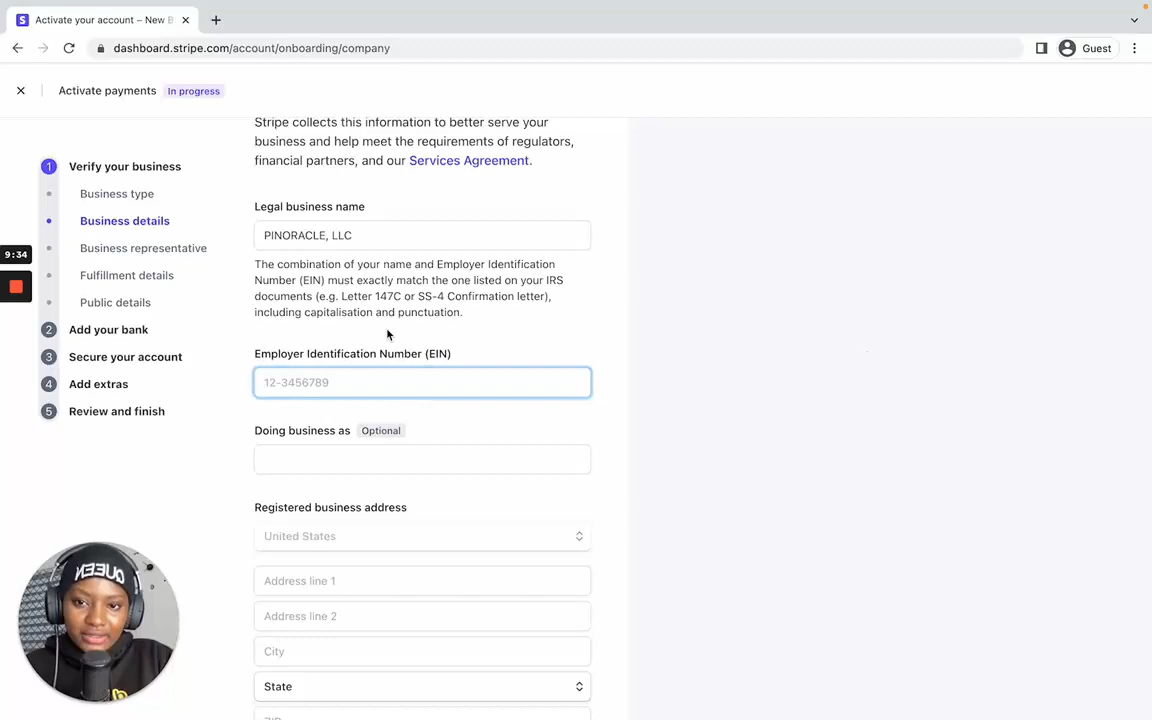 S Activate your account – New B
dashboard.stripe.com/account/onboarding/company
Guest
Activate payments In progress
Stripe collects this information to better serve your
business and help meet the requirements of regulators,
financial partners, and our Services Agreement.
1 Verify your business
Business type
Business details
Business representative
Fulfillment details
Public details
2 Add your bank
3 Secure your account
4 Add extras
5 Review and finish
9:34
Legal business name
PINORACLE, LLC
The combination of your name and Employer Identification
Number (EIN) must exactly match the one listed on your IRS
documents (e.g. Letter 147C or SS-4 Confirmation letter),
including capitalisation and punctuation.
Employer Identification Number (EIN)
12-3456789
Doing business as Optional
Registered business address
United States
Address line 1
Address line 2
City
State
ZIP
QUEEN